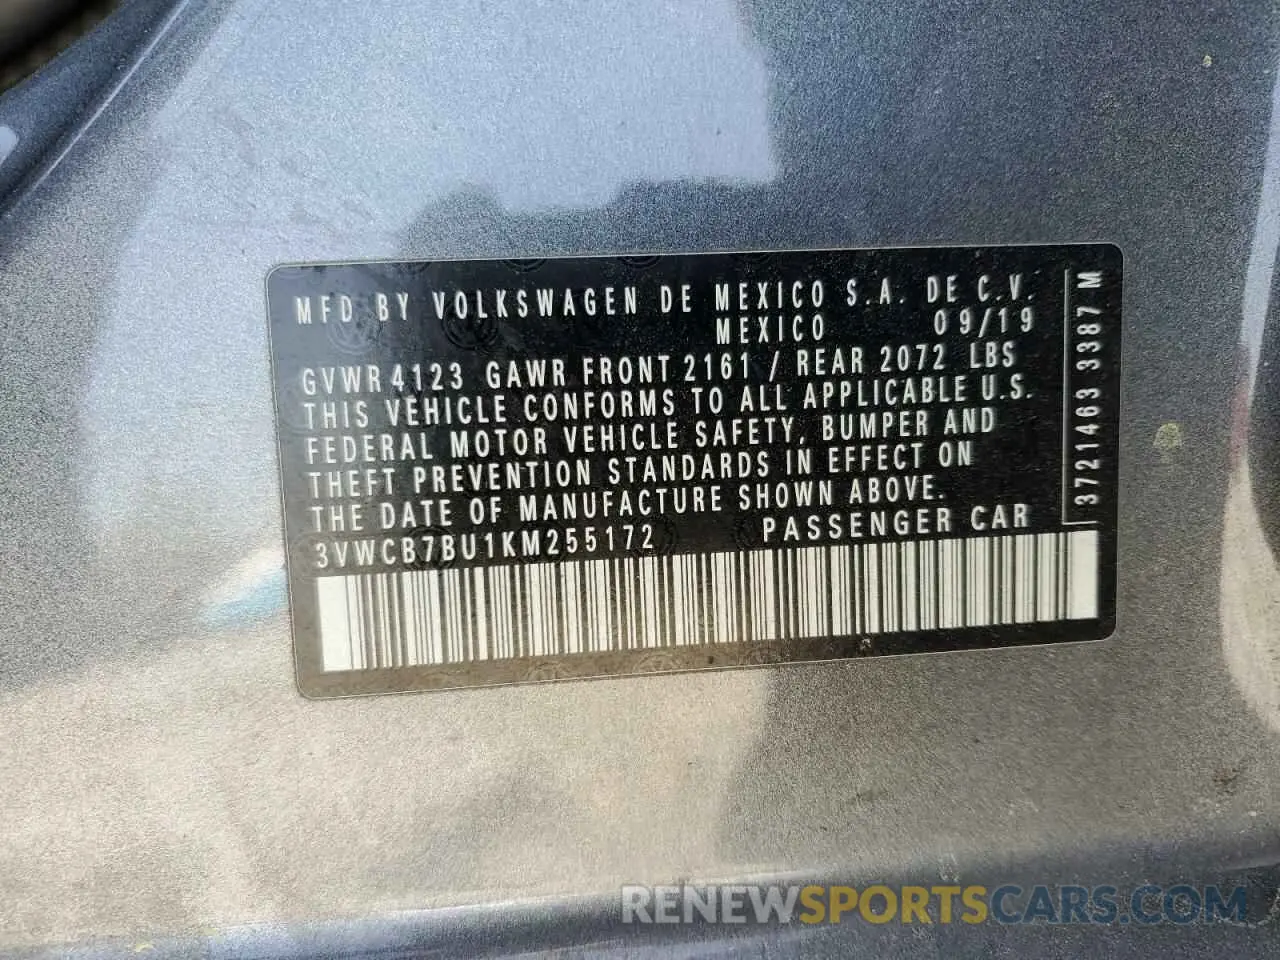 MFD BY VOLKSWAGEN DE MEXICO S.A. DE C.V.
MEXICO 09/19
GVWR 4123 GAWR FRONT 2161 / REAR 2072 LBS
THIS VEHICLE CONFORMS TO ALL APPLICABLE U.S.
FEDERAL MOTOR VEHICLE SAFETY, BUMPER AND
THEFT PREVENTION STANDARDS IN EFFECT ON
THE DATE OF MANUFACTURE SHOWN ABOVE.
3VWCB7BU1KM255172 PASSENGER CAR
3721463 3387 M
RENEWSPORTSCARS.COM